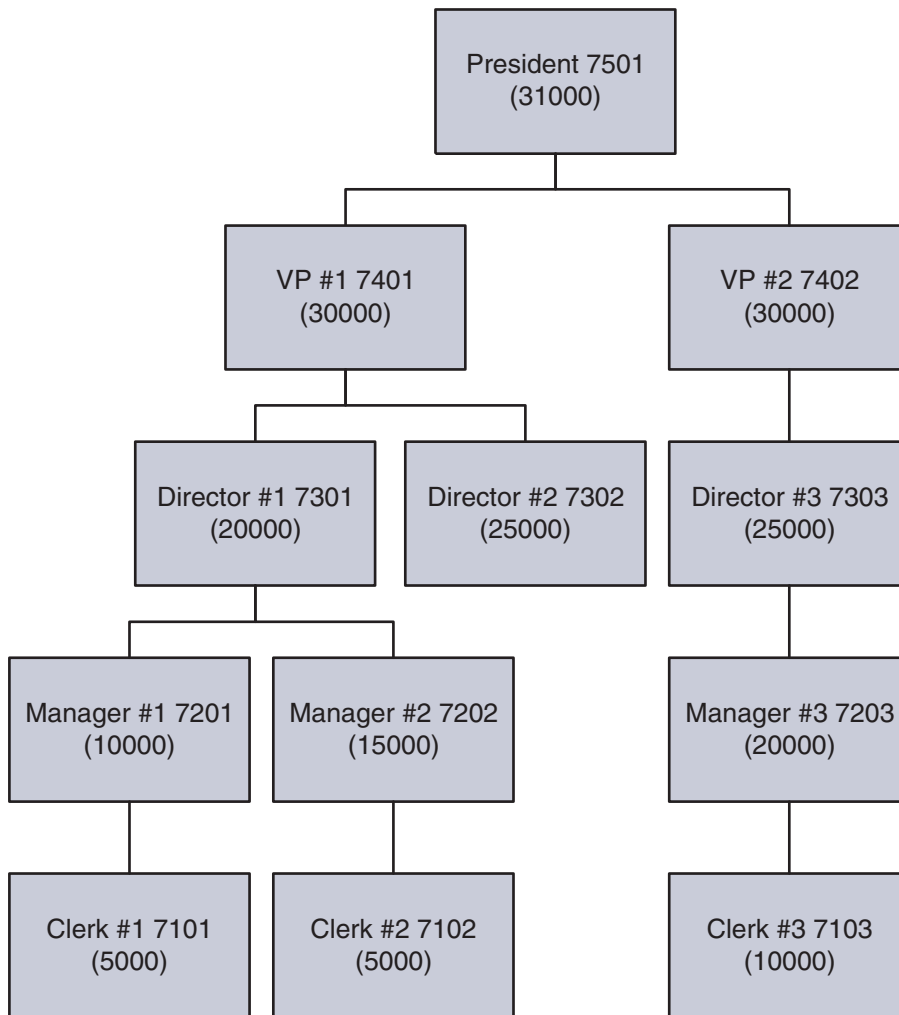 President 7501
(31000)
VP #1 7401
(30000)
VP #2 7402
(30000)
Director #1 7301
(20000)
Director #2 7302
(25000)
Director #3 7303
(25000)
Manager #1 7201
(10000)
Manager #2 7202
(15000)
Manager #3 7203
(20000)
Clerk #1 7101
(5000)
Clerk #2 7102
(5000)
Clerk #3 7103
(10000)